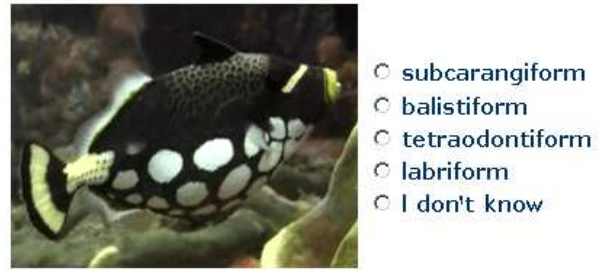 subcarangiform
balistiform
tetraodontiform
labriform
I don't know